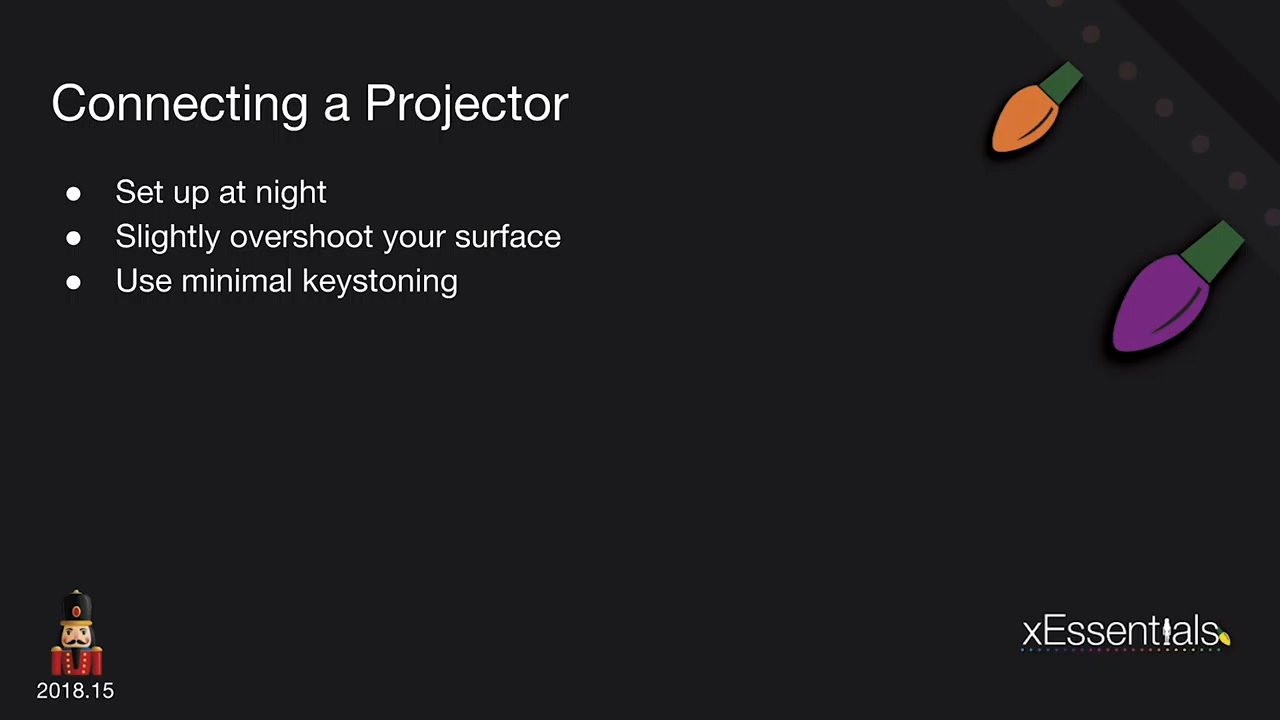 Connecting a Projector
● Set up at night
● Slightly overshoot your surface
● Use minimal keystoning
xEssentials
2018.15